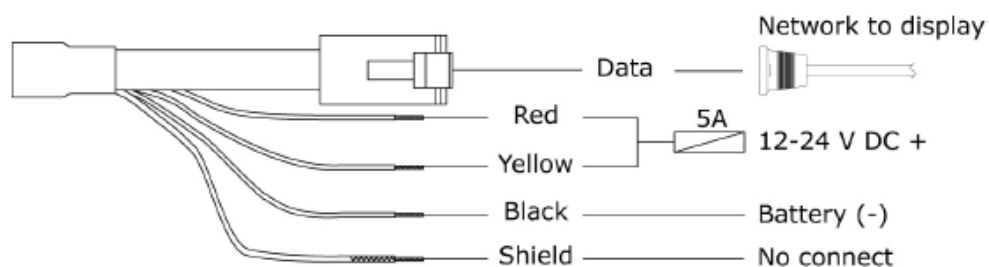 Network to display
Data
Red
5A
12-24 V DC +
Yellow
Black Battery (-)
Shield No connect